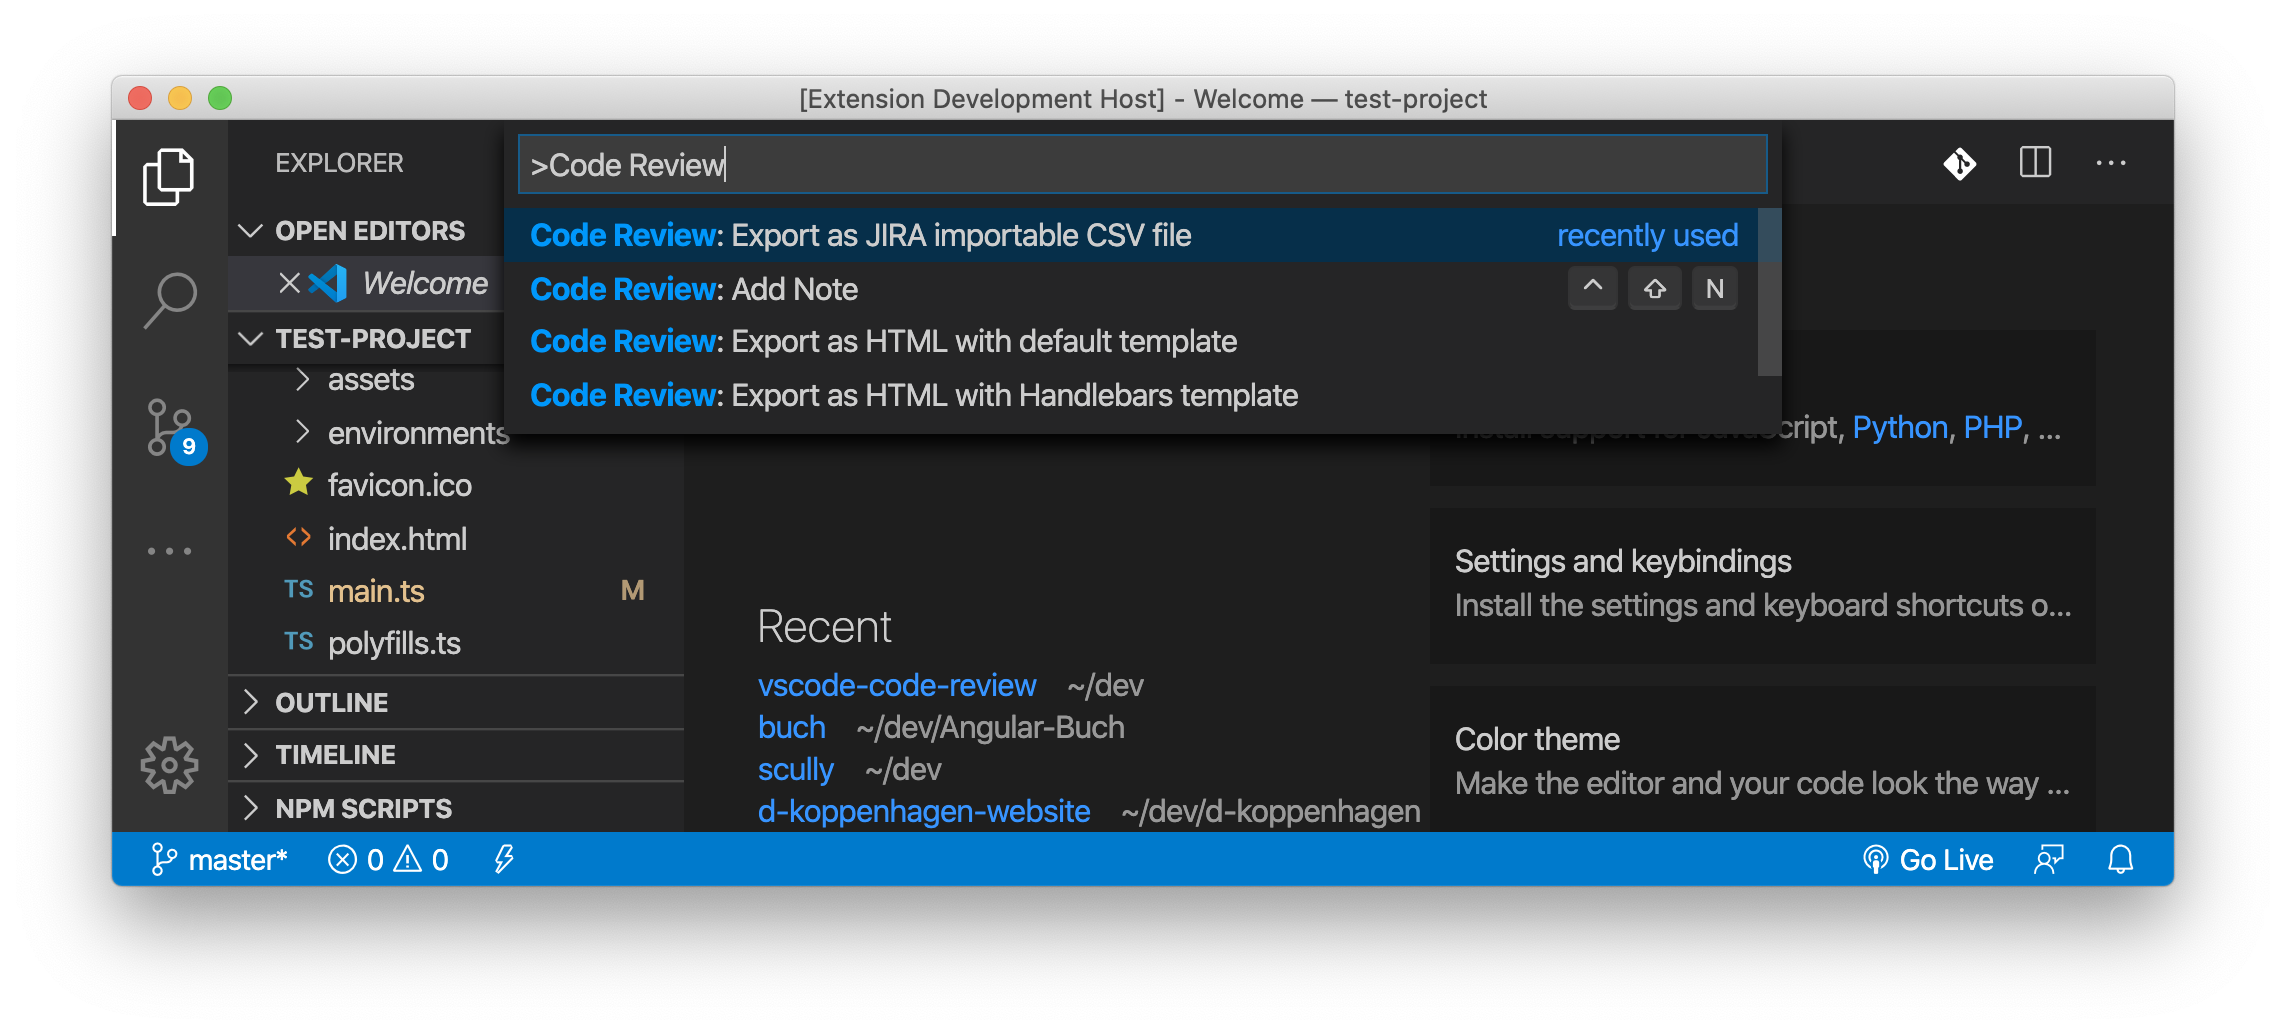 [Extension Development Host] - Welcome — test-project
EXPLORER
OPEN EDITORS
Welcome
TEST-PROJECT
assets
environments
favicon.ico
index.html
TS main.ts M
TS polyfills.ts
OUTLINE
TIMELINE
NPM SCRIPTS
9
>Code Review
Code Review: Export as JIRA importable CSV file recently used
Code Review: Add Note ^ ⇧ N
Code Review: Export as HTML with default template
Code Review: Export as HTML with Handlebars template
Install support for JavaScript, Python, PHP, ...
Settings and keybindings
Install the settings and keyboard shortcuts o...
Color theme
Make the editor and your code look the way ...
Recent
vscode-code-review ~/dev
buch ~/dev/Angular-Buch
scully ~/dev
d-koppenhagen-website ~/dev/d-koppenhagen
master* 0 0 Go Live